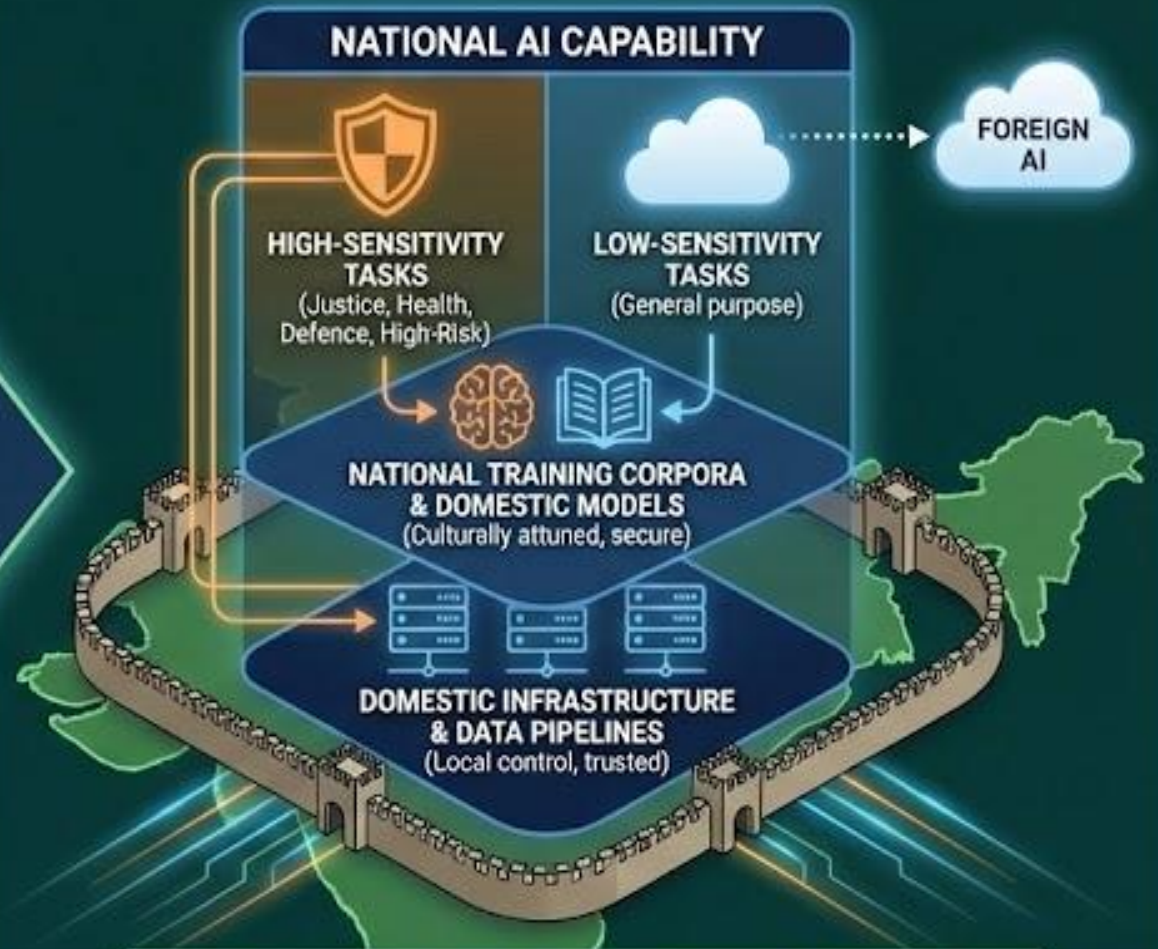 NATIONAL AI CAPABILITY
FOREIGN
AI
HIGH-SENSITIVITY
TASKS
(Justice, Health,
Defence, High-Risk)
LOW-SENSITIVITY
TASKS
(General purpose)
NATIONAL TRAINING CORPORA
& DOMESTIC MODELS
(Culturally attuned, secure)
DOMESTIC INFRASTRUCTURE
& DATA PIPELINES
(Local control, trusted)